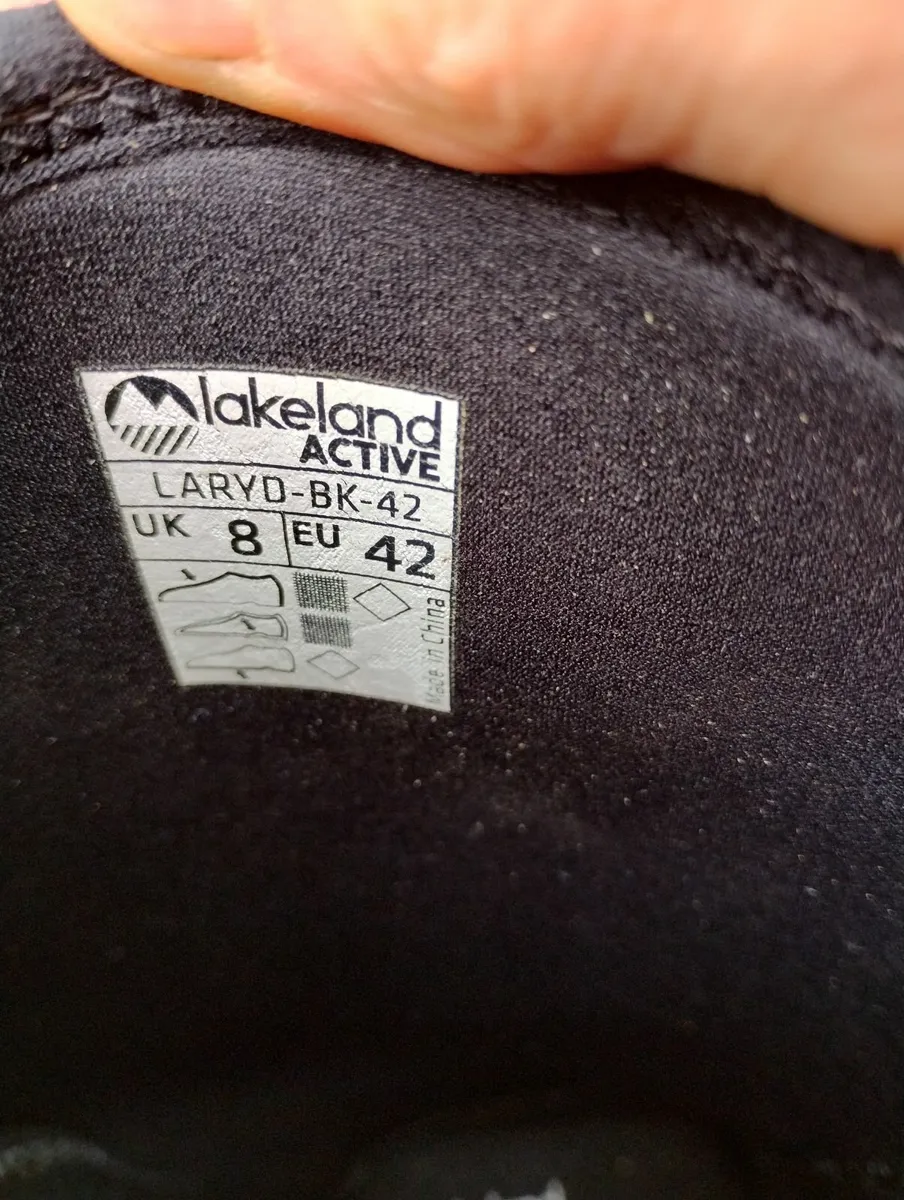 lakeland
ACTIVE
LARYD-BK-42
UK 8 EU 42
Made in China